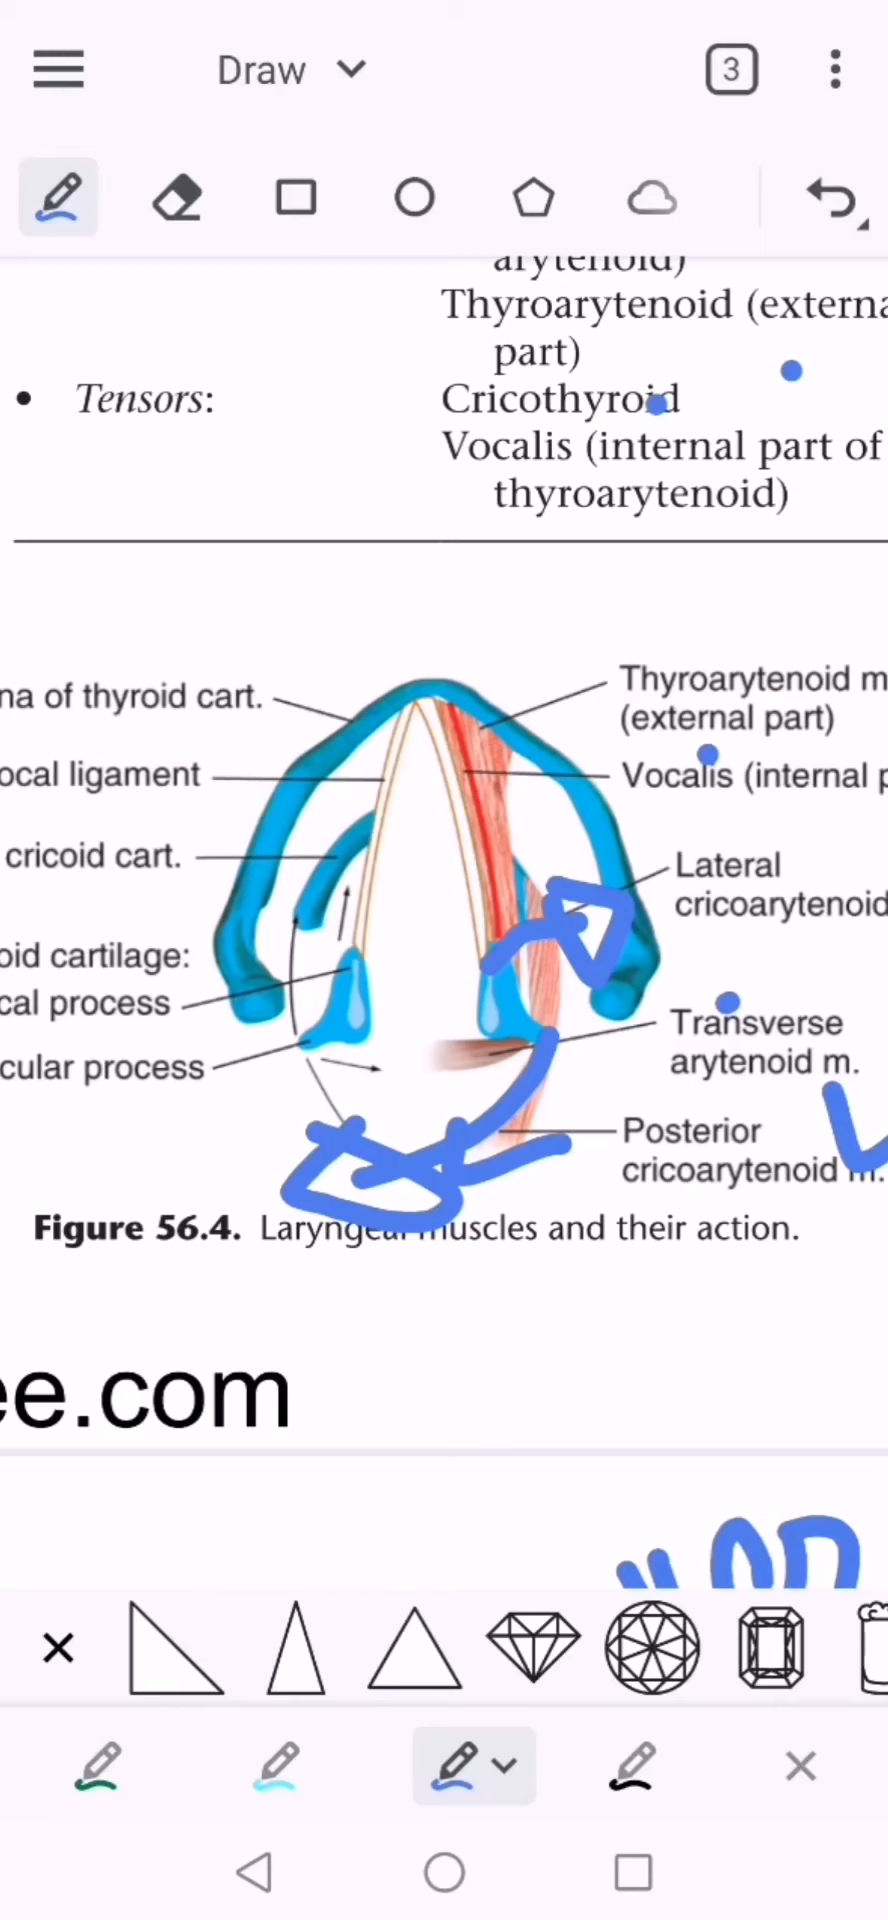 Draw
3
arytenoid)
Thyroarytenoid (externa
part)
• Tensors: Cricothyroid
Vocalis (internal part of
thyroarytenoid)
na of thyroid cart.
Thyroarytenoid m
(external part)
ocal ligament
Vocalis (internal p
cricoid cart.
Lateral
cricoarytenoid
oid cartilage:
cal process
Transverse
arytenoid m.
cular process
Posterior
cricoarytenoid m.
Figure 56.4. Laryngeal muscles and their action.
ee.com